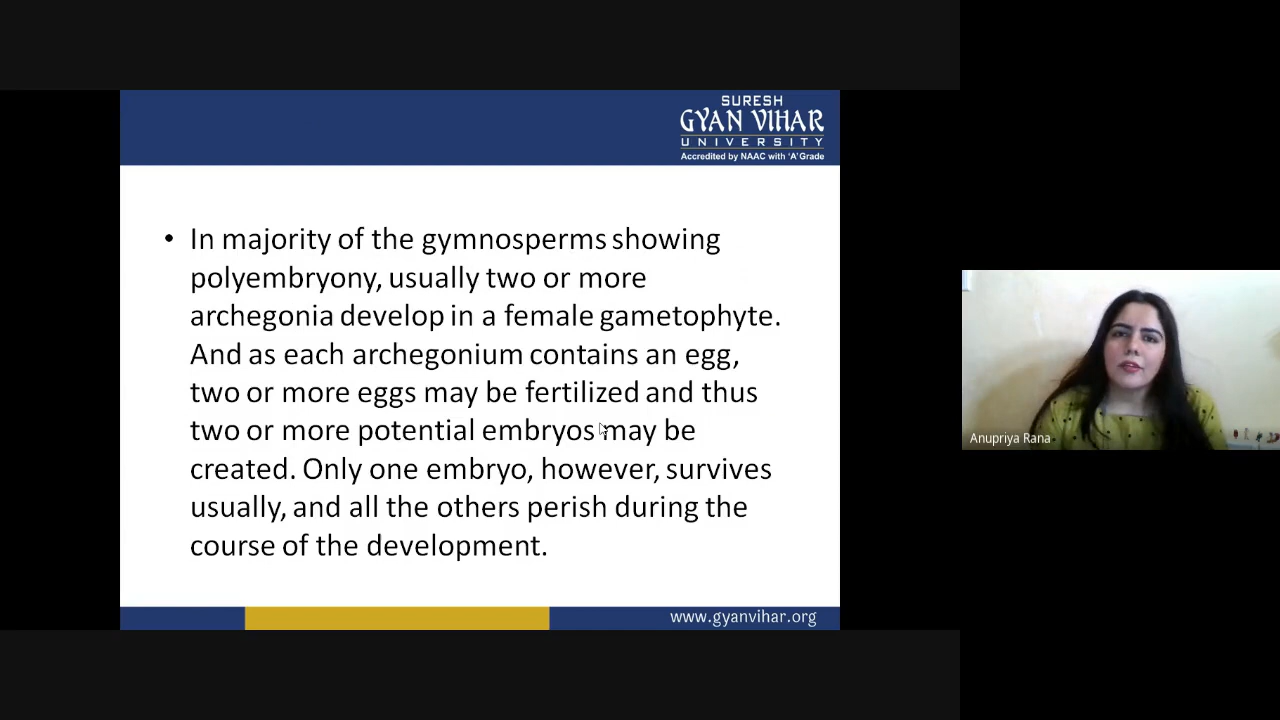 SURESH
GYAN VIHAR
UNIVERSITY
Accredited by NAAC with 'A' Grade
• In majority of the gymnosperms showing
polyembryony, usually two or more
archegonia develop in a female gametophyte.
And as each archegonium contains an egg,
two or more eggs may be fertilized and thus
two or more potential embryos may be
created. Only one embryo, however, survives
usually, and all the others perish during the
course of the development.
www.gyanvihar.org
Anupriya Rana